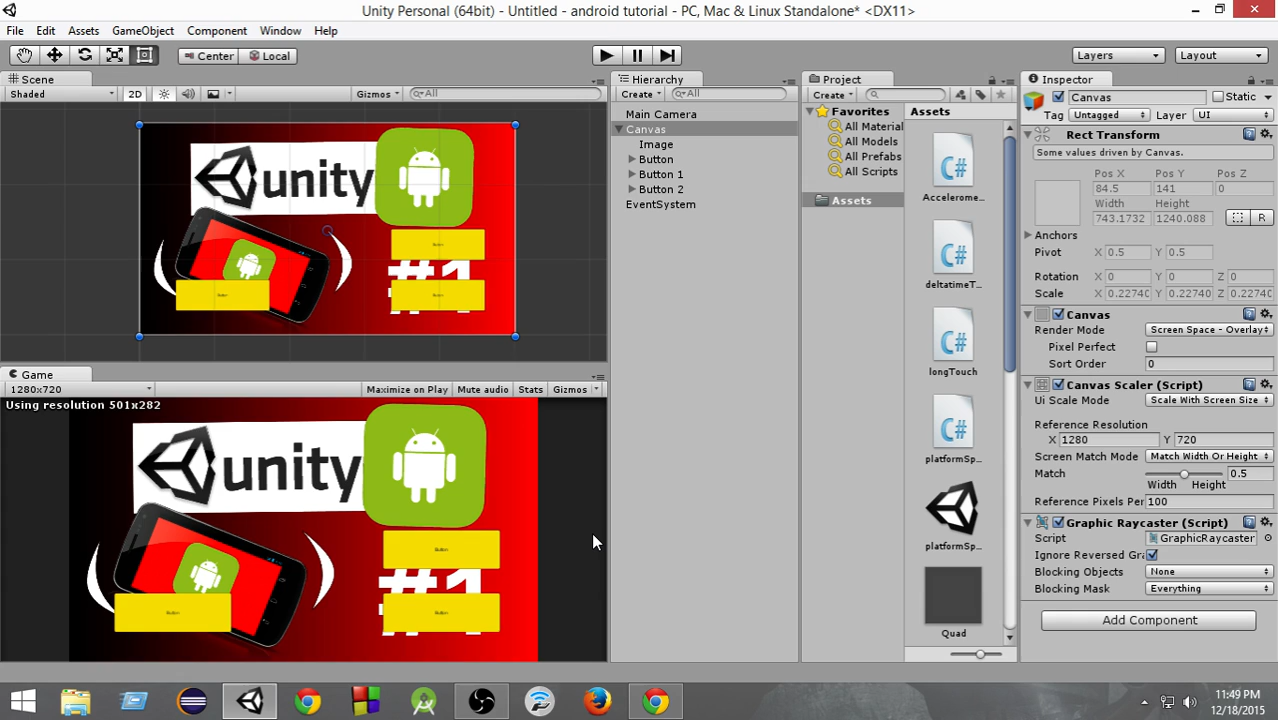 Unity Personal (64bit) - Untitled - android tutorial - PC, Mac & Linux Standalone* <DX11>
File Edit Assets GameObject Component Window Help
Center Local Layers Layout
Scene
Shaded 2D Gizmos All
unity
Button
#1
Button Button
Game
1280x720 Maximize on Play Mute audio Stats Gizmos
Using resolution 501x282
unity
Button
#1
Button Button
Hierarchy
Create All
Main Camera
Canvas
Image
Button
Button 1
Button 2
EventSystem
Project
Create
Favorites
All Material
All Models
All Prefabs
All Scripts
Assets
Assets
C#
Accelerome...
C#
deltatimeT...
C#
longTouch
C#
platformSp...
platformSp...
Quad
Inspector
Canvas Static
Tag Untagged Layer UI
Rect Transform
Some values driven by Canvas.
Pos X Pos Y Pos Z
84.5 141 0
Width Height
743.1732 1240.088 R
Anchors
Pivot X 0.5 Y 0.5
Rotation X 0 Y 0 Z 0
Scale X 0.22740 Y 0.22740 Z 0.22740
Canvas
Render Mode Screen Space - Overlay
Pixel Perfect
Sort Order 0
Canvas Scaler (Script)
Ui Scale Mode Scale With Screen Size
Reference Resolution
X 1280 Y 720
Screen Match Mode Match Width Or Height
Match 0.5
Width Height
Reference Pixels Per 100
Graphic Raycaster (Script)
Script GraphicRaycaster
Ignore Reversed Gra
Blocking Objects None
Blocking Mask Everything
Add Component
11:49 PM
12/18/2015